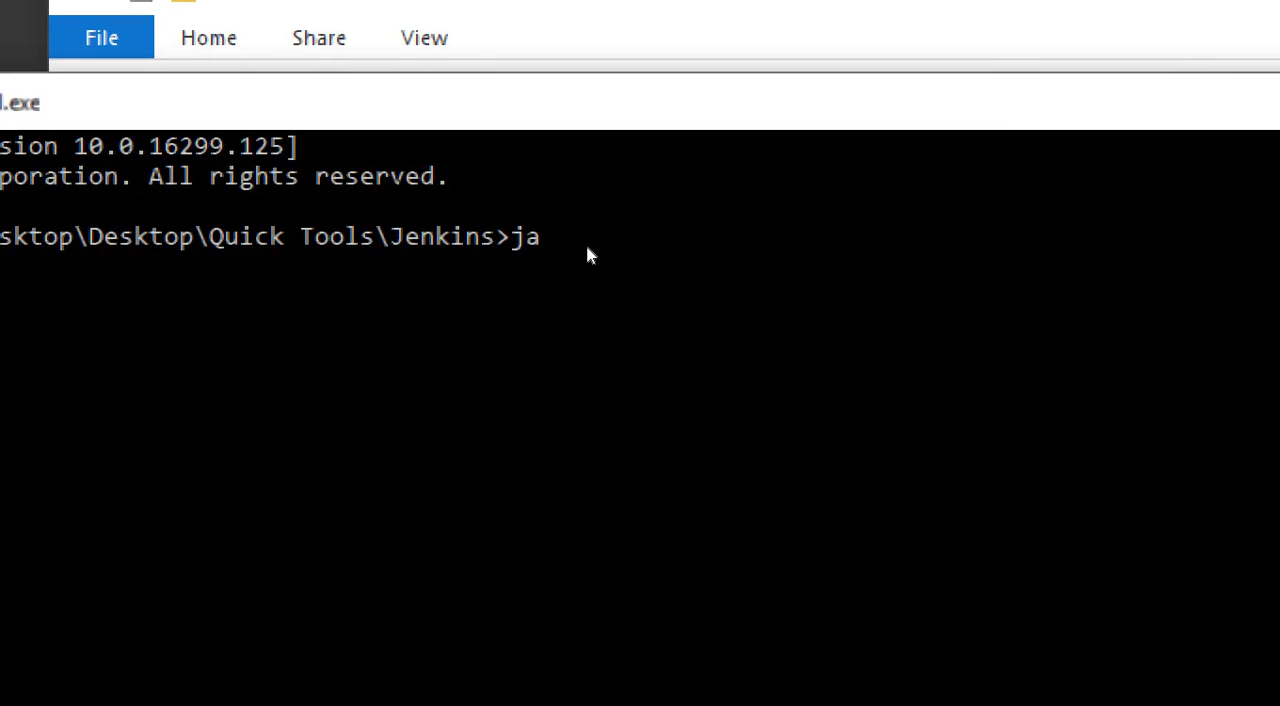 File Home Share View
.exe
sion 10.0.16299.125]
poration. All rights reserved.
sktop\Desktop\Quick Tools\Jenkins>ja